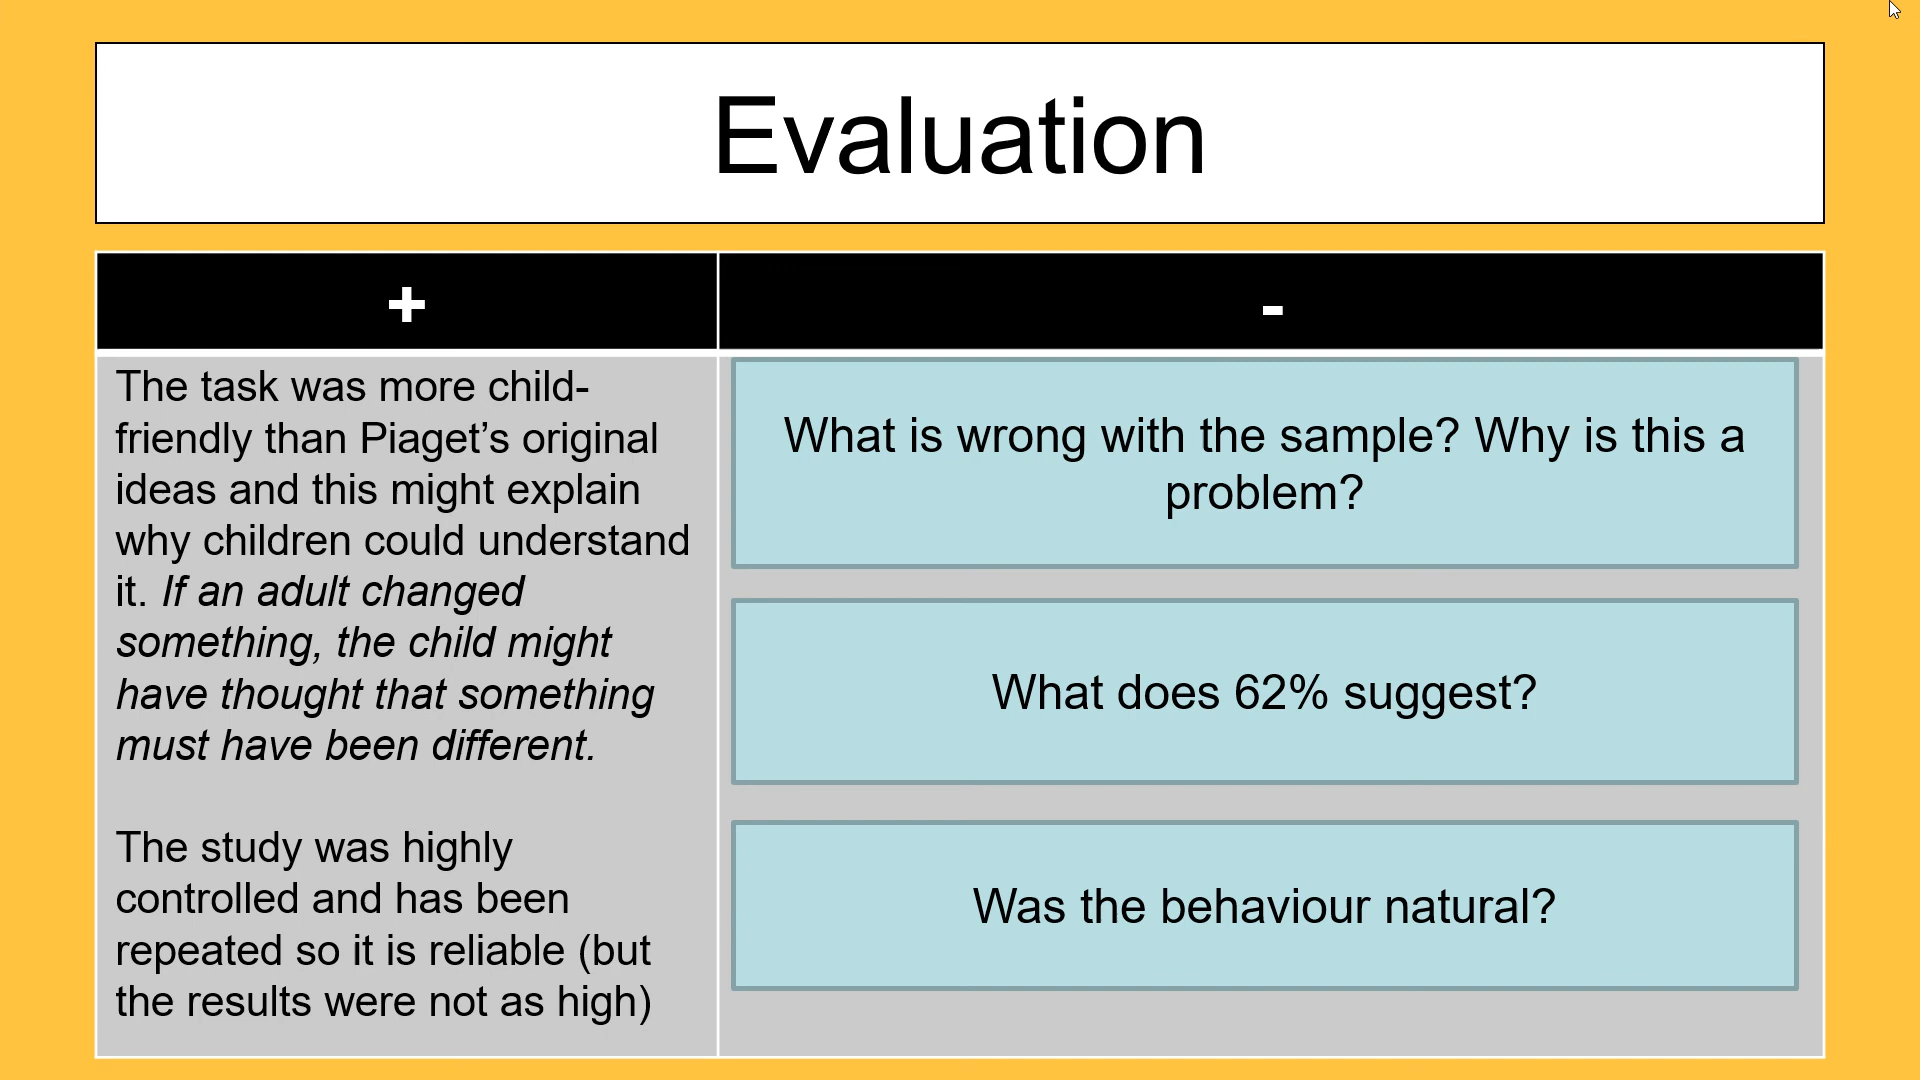 Evaluation
+
-
The task was more child-
friendly than Piaget’s original
ideas and this might explain
why children could understand
it. If an adult changed
something, the child might
have thought that something
must have been different.
The study was highly
controlled and has been
repeated so it is reliable (but
the results were not as high)
What is wrong with the sample? Why is this a
problem?
What does 62% suggest?
Was the behaviour natural?